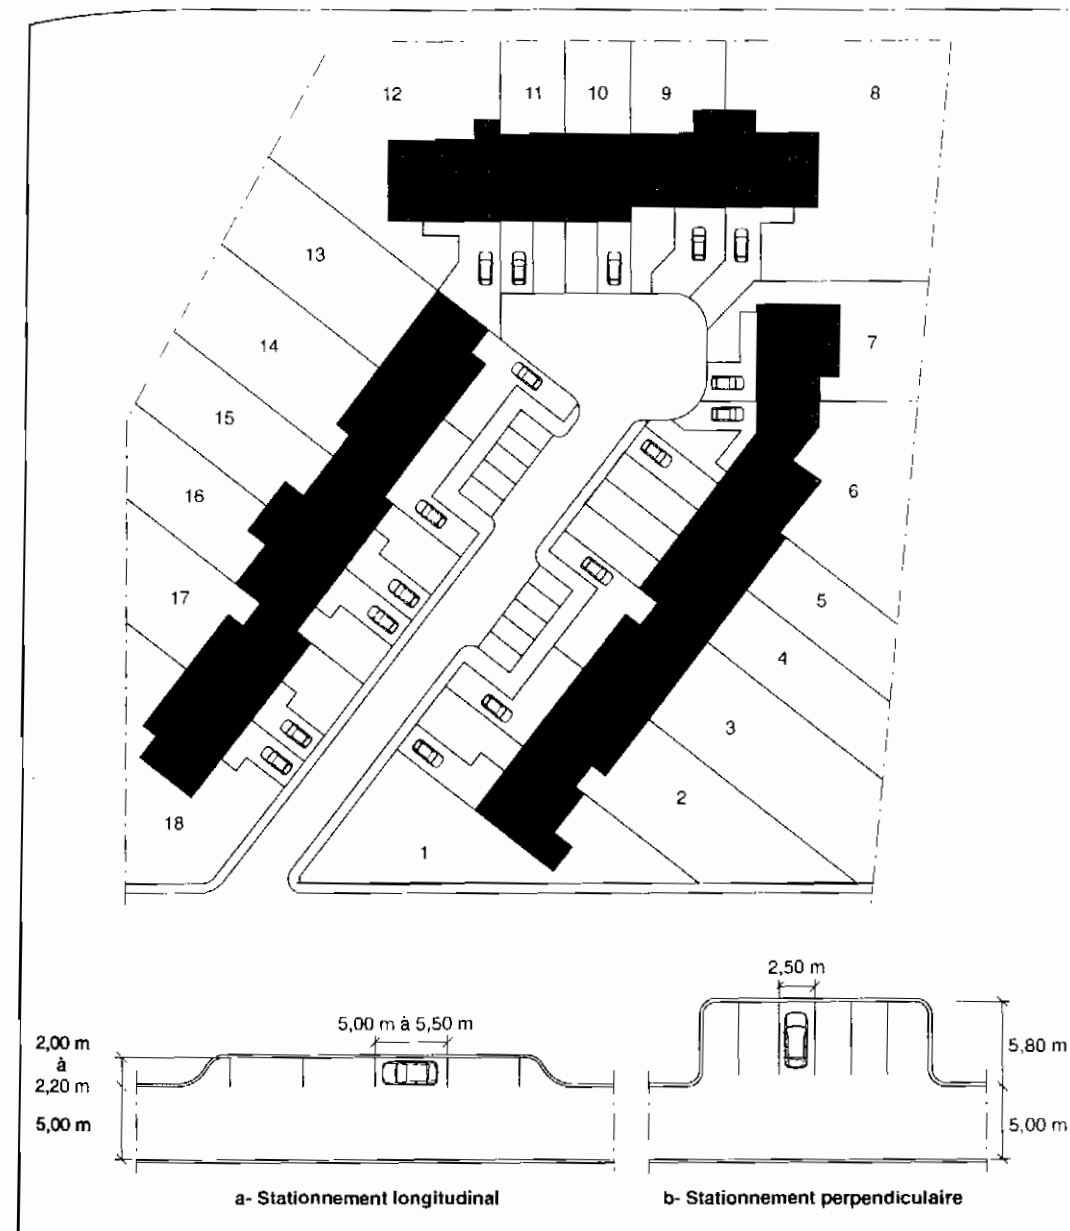 12
11
10
9
8
13
7
14
15
16
6
17
5
4
3
2
18
1
2,50 m
5,00 m à 5,50 m
2,00 m
à
2,20 m
5,00 m
5,80 m
5,00 m
a- Stationnement longitudinal
b- Stationnement perpendiculaire